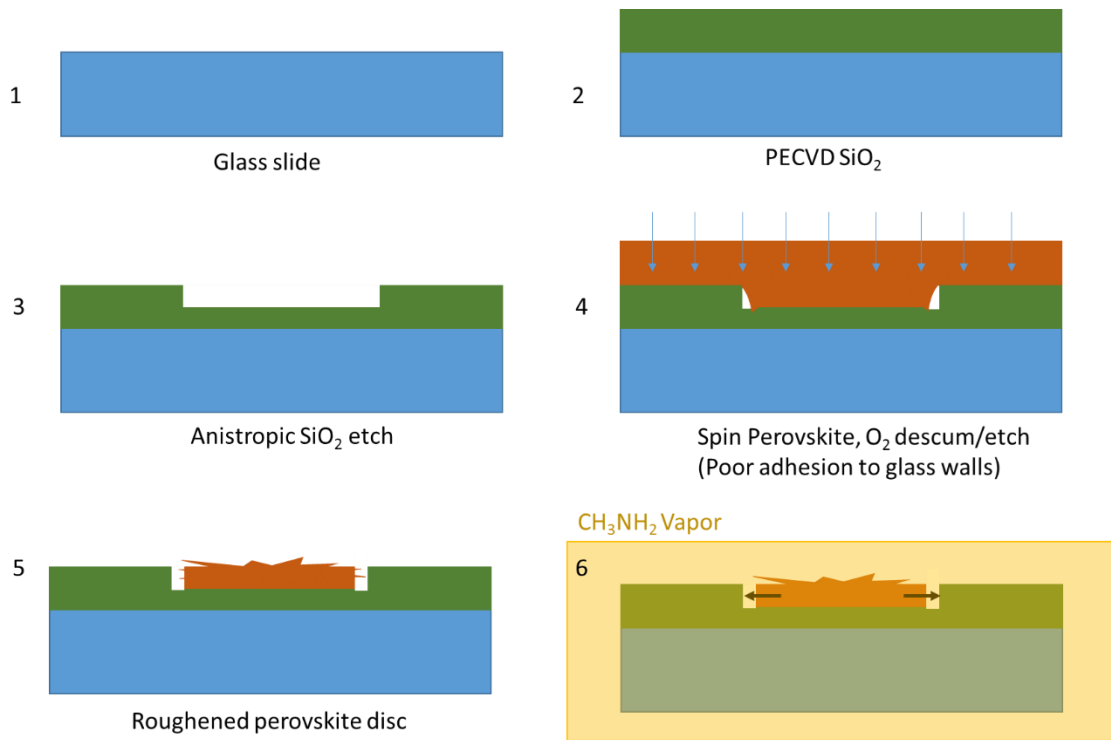 1
Glass slide
2
PECVD SiO₂
3
Anistropic SiO₂ etch
4
Spin Perovskite, O₂ descum/etch
(Poor adhesion to glass walls)
5
Roughened perovskite disc
CH₃NH₂ Vapor
6